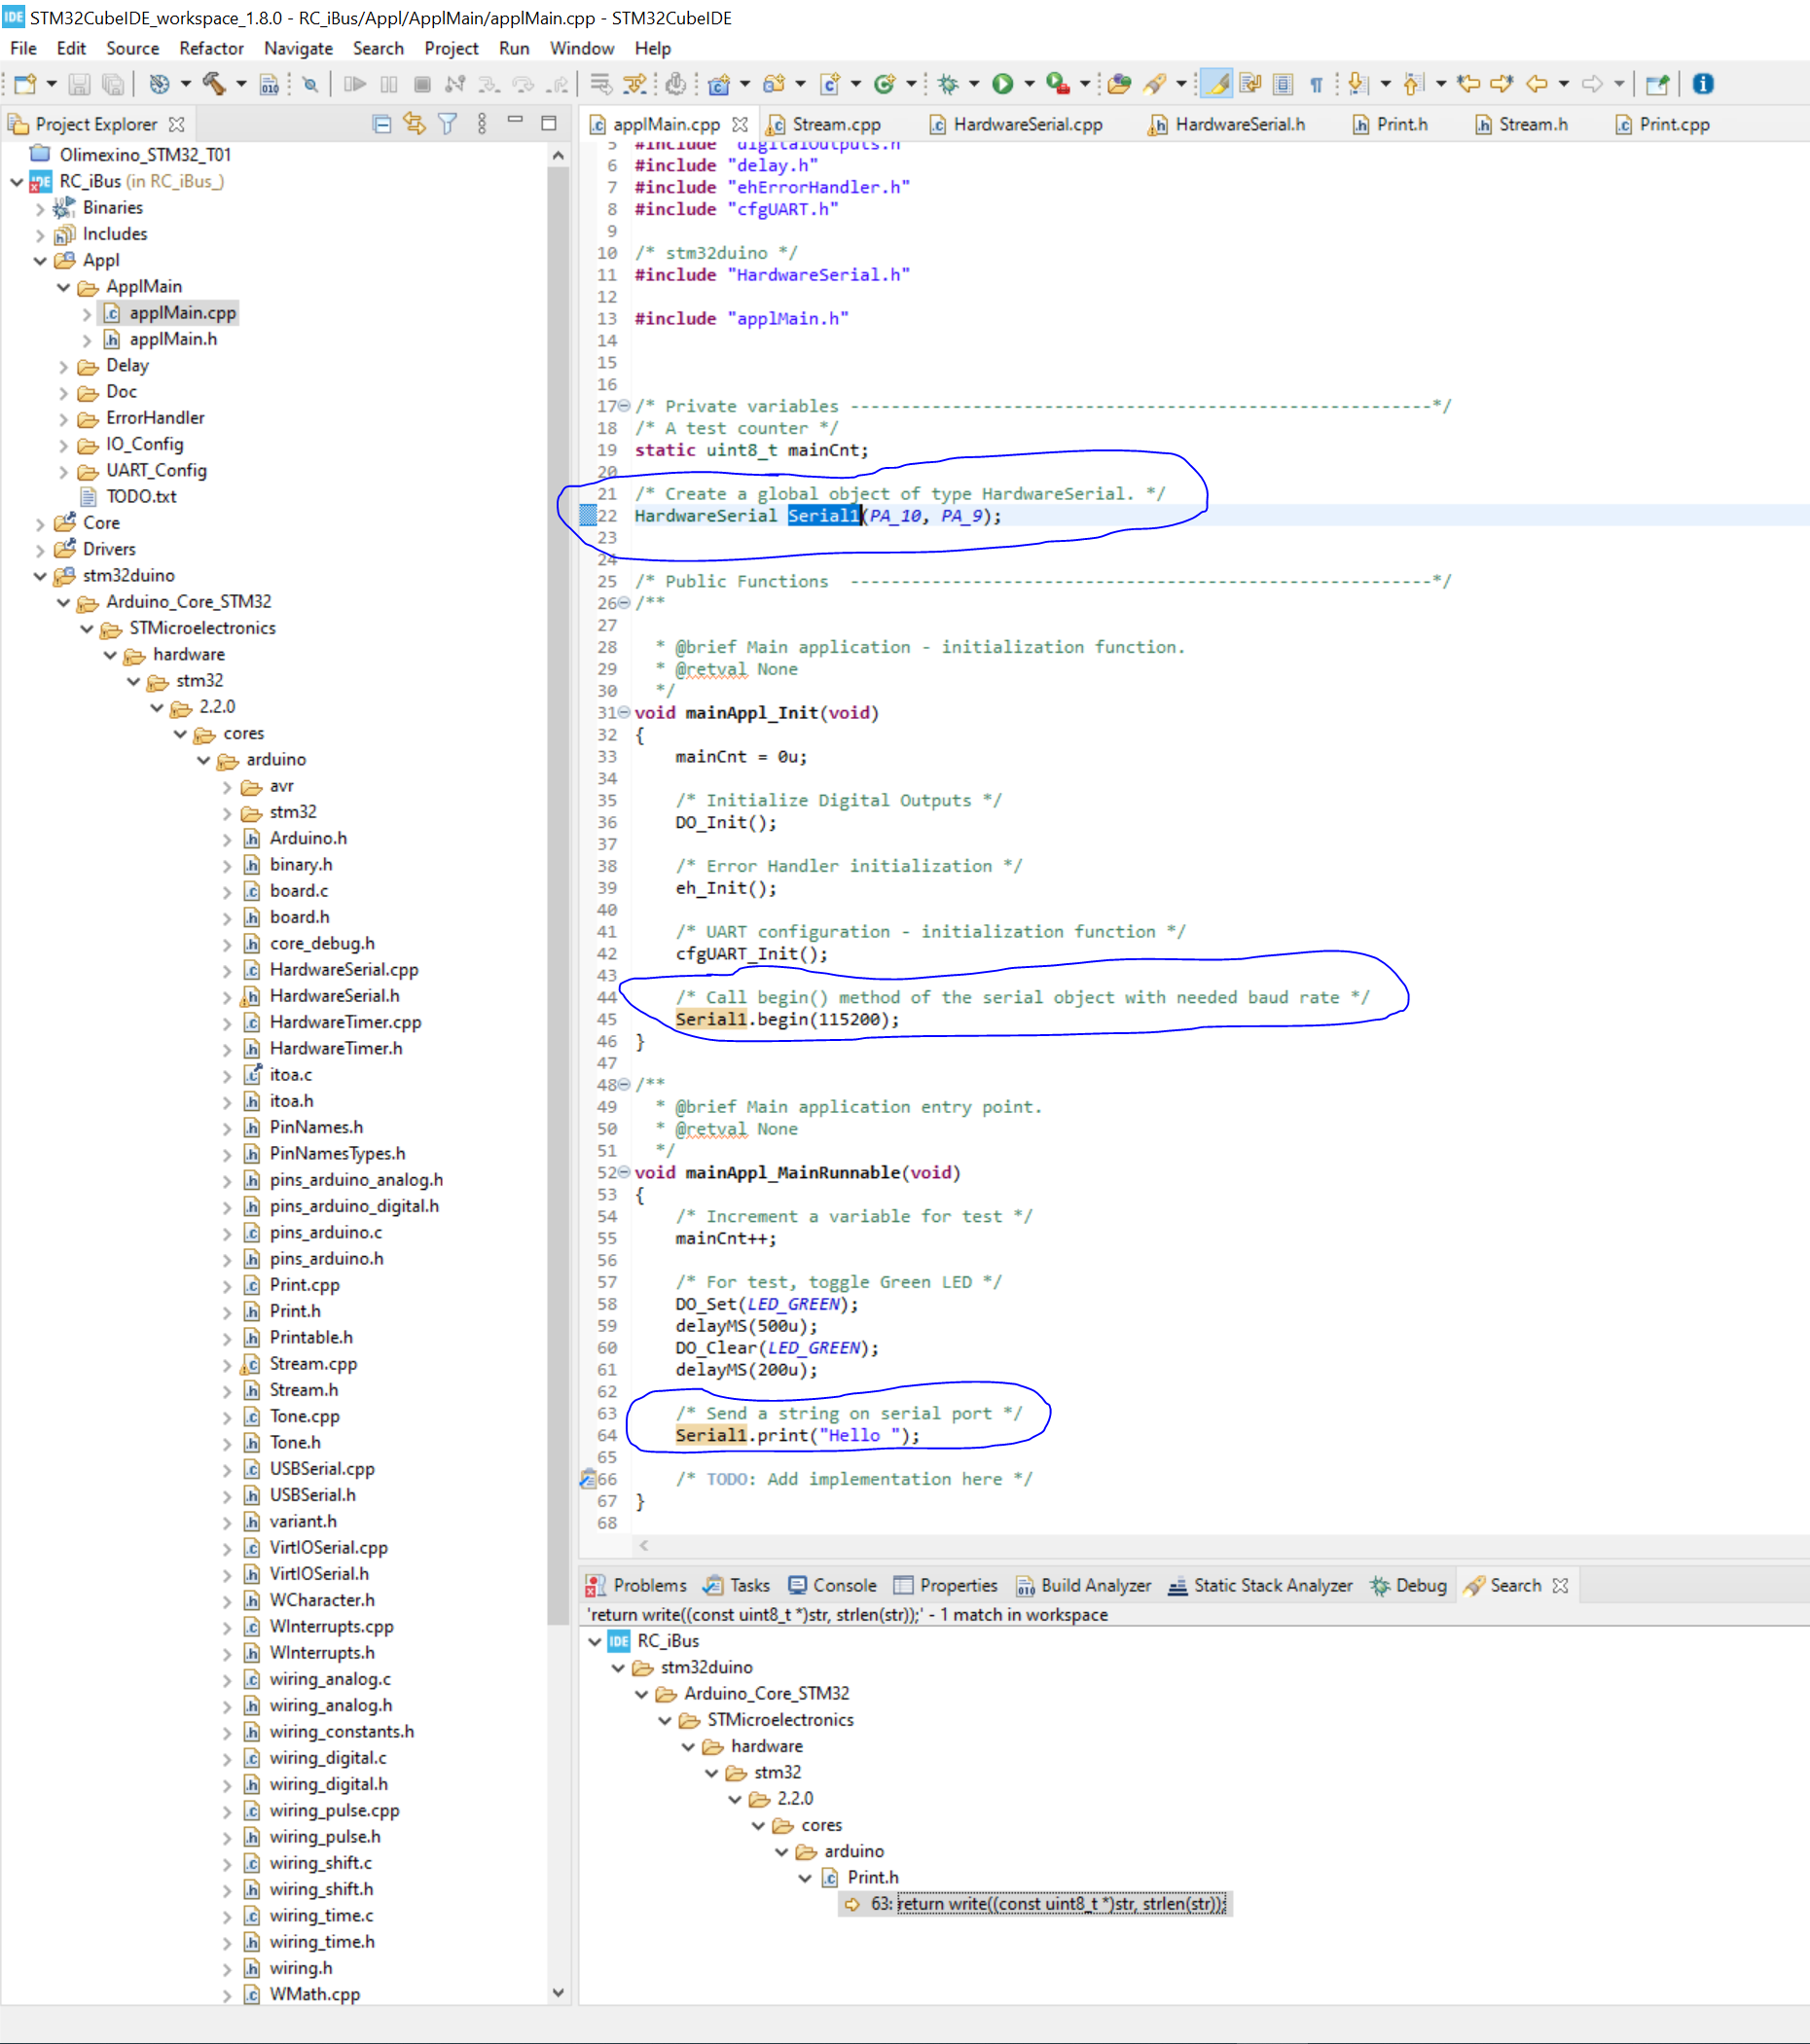 STM32CubeIDE_workspace_1.8.0 - RC_iBus/Appl/ApplMain/applMain.cpp - STM32CubeIDE
File Edit Source Refactor Navigate Search Project Run Window Help
Project Explorer
Olimexino_STM32_T01
RC_iBus (in RC_iBus_)
Binaries
Includes
Appl
ApplMain
applMain.cpp
applMain.h
Delay
Doc
ErrorHandler
IO_Config
UART_Config
TODO.txt
Core
Drivers
stm32duino
Arduino_Core_STM32
STMicroelectronics
hardware
stm32
2.2.0
cores
arduino
avr
stm32
Arduino.h
binary.h
board.c
board.h
core_debug.h
HardwareSerial.cpp
HardwareSerial.h
HardwareTimer.cpp
HardwareTimer.h
itoa.c
itoa.h
PinNames.h
PinNamesTypes.h
pins_arduino_analog.h
pins_arduino_digital.h
pins_arduino.c
pins_arduino.h
Print.cpp
Print.h
Printable.h
Stream.cpp
Stream.h
Tone.cpp
Tone.h
USBSerial.cpp
USBSerial.h
variant.h
VirtIOSerial.cpp
VirtIOSerial.h
WCharacter.h
WInterrupts.cpp
WInterrupts.h
wiring_analog.c
wiring_analog.h
wiring_constants.h
wiring_digital.c
wiring_digital.h
wiring_pulse.cpp
wiring_pulse.h
wiring_shift.c
wiring_shift.h
wiring_time.c
wiring_time.h
wiring.h
WMath.cpp
applMain.cpp Stream.cpp HardwareSerial.cpp HardwareSerial.h Print.h Stream.h Print.cpp
5 #include "digitalOutputs.h"
6 #include "delay.h"
7 #include "ehErrorHandler.h"
8 #include "cfgUART.h"
9
10 /* stm32duino */
11 #include "HardwareSerial.h"
12
13 #include "applMain.h"
14
15
16
17 /* Private variables ---------------------------------------------------------*/
18 /* A test counter */
19 static uint8_t mainCnt;
20
21 /* Create a global object of type HardwareSerial. */
22 HardwareSerial Serial1(PA_10, PA_9);
23
24
25 /* Public Functions ---------------------------------------------------------*/
26 /**
27
28 * @brief Main application - initialization function.
29 * @retval None
30 */
31 void mainAppl_Init(void)
32 {
33 mainCnt = 0u;
34
35 /* Initialize Digital Outputs */
36 DO_Init();
37
38 /* Error Handler initialization */
39 eh_Init();
40
41 /* UART configuration - initialization function */
42 cfgUART_Init();
43
44 /* Call begin() method of the serial object with needed baud rate */
45 Serial1.begin(115200);
46 }
47
48 /**
49 * @brief Main application entry point.
50 * @retval None
51 */
52 void mainAppl_MainRunnable(void)
53 {
54 /* Increment a variable for test */
55 mainCnt++;
56
57 /* For test, toggle Green LED */
58 DO_Set(LED_GREEN);
59 delayMS(500u);
60 DO_Clear(LED_GREEN);
61 delayMS(200u);
62
63 /* Send a string on serial port */
64 Serial1.print("Hello ");
65
66 /* TODO: Add implementation here */
67 }
68
Problems Tasks Console Properties Build Analyzer Static Stack Analyzer Debug Search
'return write((const uint8_t *)str, strlen(str));' - 1 match in workspace
RC_iBus
stm32duino
Arduino_Core_STM32
STMicroelectronics
hardware
stm32
2.2.0
cores
arduino
Print.h
63: return write((const uint8_t *)str, strlen(str));